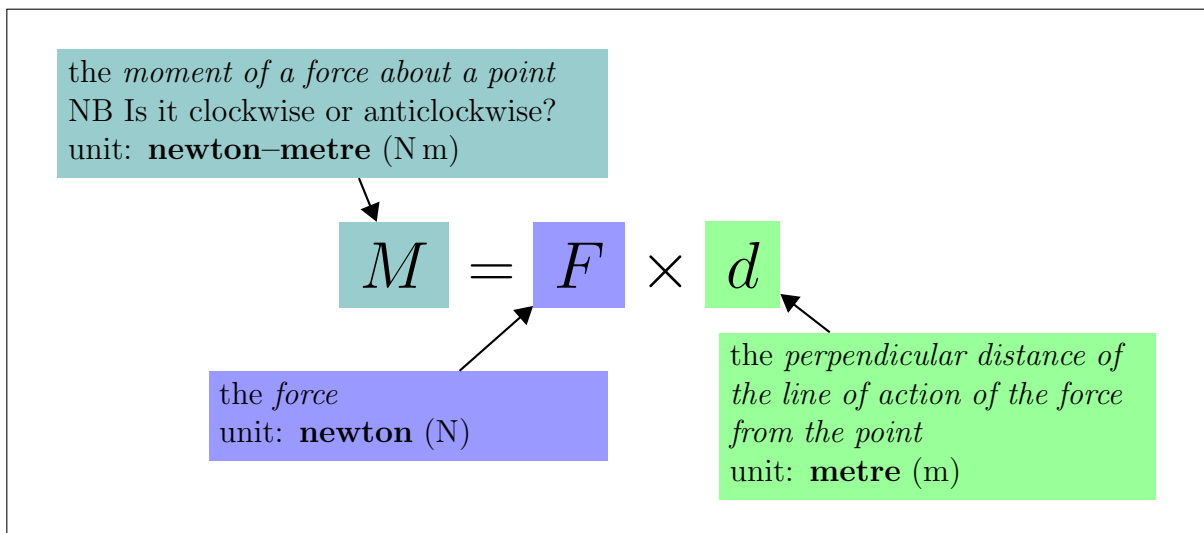 the moment of a force about a point
NB Is it clockwise or anticlockwise?
unit: newton–metre (N m)
M = F × d
the force
unit: newton (N)
the perpendicular distance of
the line of action of the force
from the point
unit: metre (m)